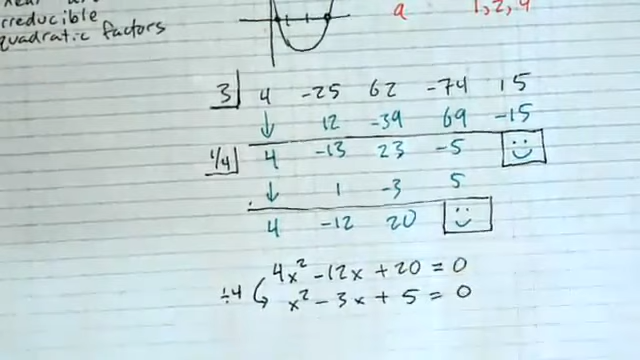 irreducible
quadratic factors
a 1, 2, 4
3 4 -25 62 -74 15
↓ 12 -39 69 -15
1/4 4 -13 23 -5
↓ 1 -3 5
4 -12 20
4x² - 12x + 20 = 0
÷4 x² - 3x + 5 = 0